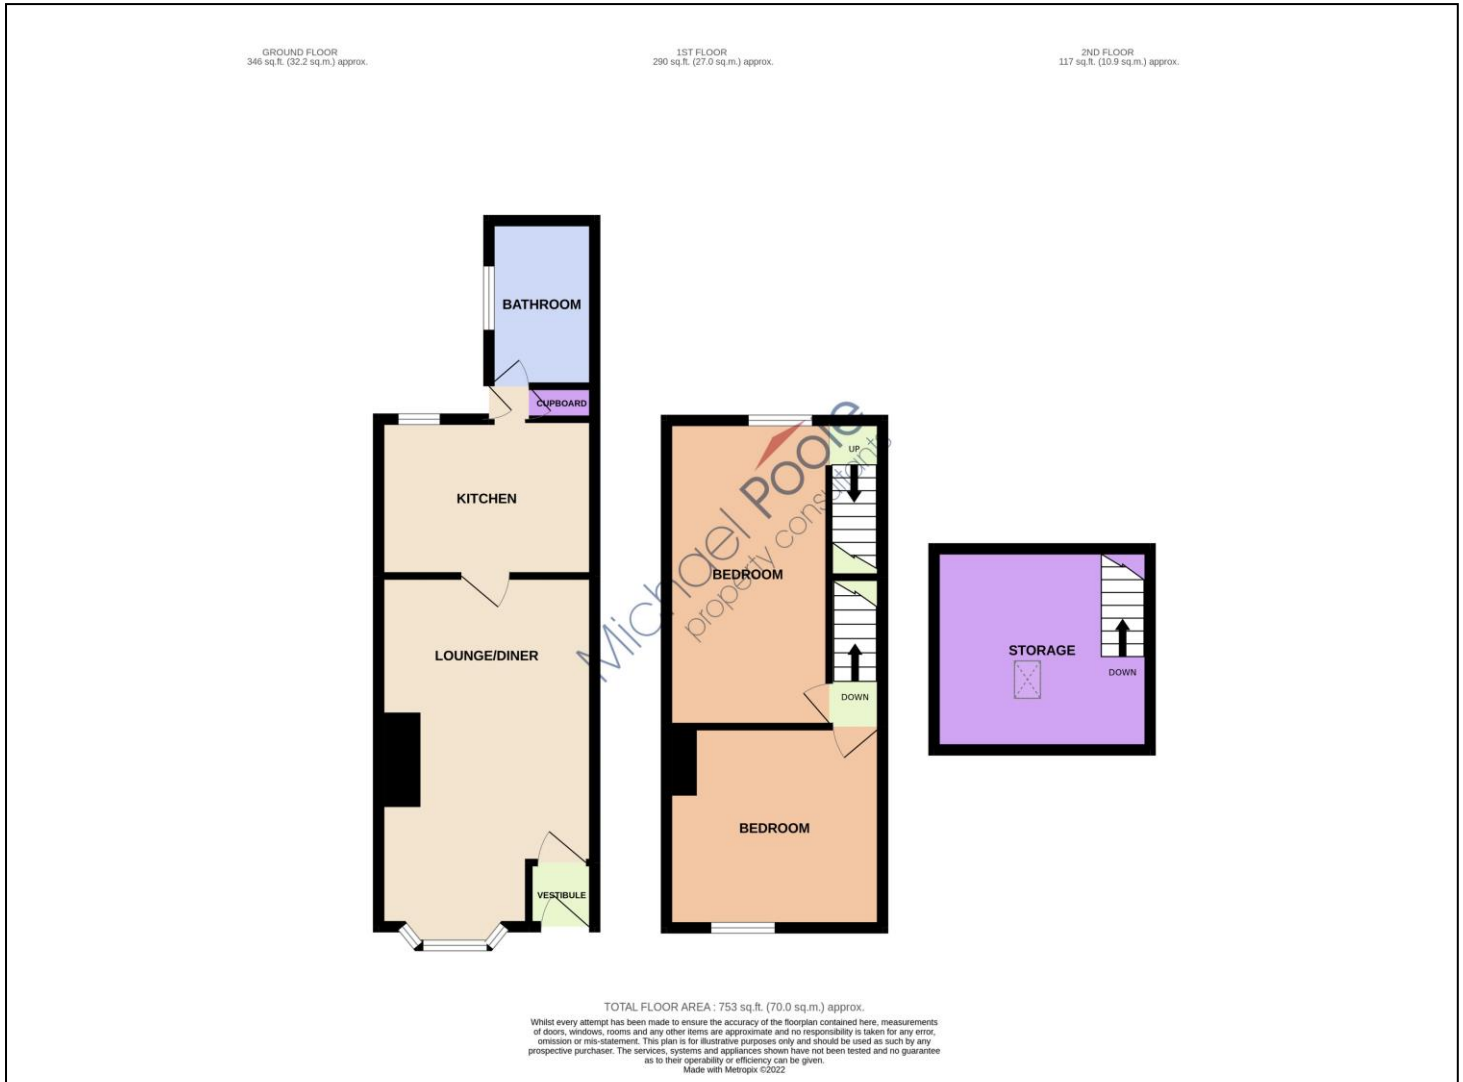 GROUND FLOOR
346 sq.ft. (32.2 sq.m.) approx.
1ST FLOOR
290 sq.ft. (27.0 sq.m.) approx.
2ND FLOOR
117 sq.ft. (10.9 sq.m.) approx.
BATHROOM
CUPBOARD
KITCHEN
LOUNGE/DINER
VESTIBULE
UP
BEDROOM
DOWN
BEDROOM
STORAGE
DOWN
Michael Poole
property consultants
TOTAL FLOOR AREA : 753 sq.ft. (70.0 sq.m.) approx.
Whilst every attempt has been made to ensure the accuracy of the floorplan contained here, measurements
of doors, windows, rooms and any other items are approximate and no responsibility is taken for any error,
omission or mis-statement. This plan is for illustrative purposes only and should be used as such by any
prospective purchaser. The services, systems and appliances shown have not been tested and no guarantee
as to their operability or efficiency can be given.
Made with Metropix ©2022